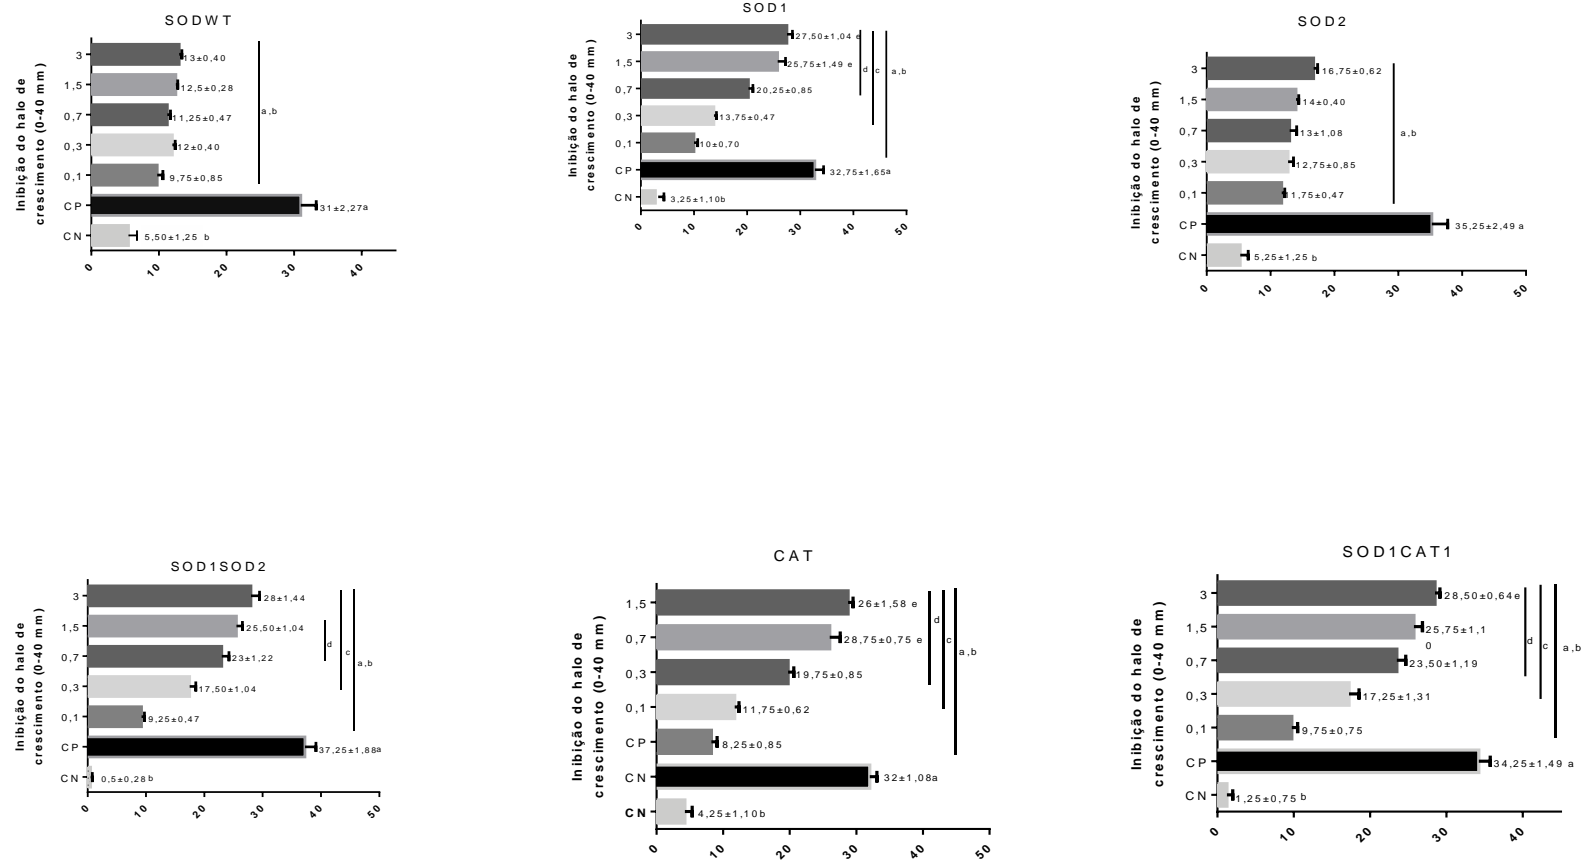 SODWT
Inibição do halo de
crescimento (0-40 mm)
3
13±0,40
1,5
12,5±0,28
0,7
11,25±0,47
0,3
12±0,40
0,1
9,75±0,85
CP
31±2,27a
CN
5,50±1,25 b
a,b
0 10 20 30 40
SOD1
Inibição do halo de
crescimento (0-40 mm)
3
27,50±1,04 e
1,5
25,75±1,49 e
0,7
20,25±0,85
0,3
13,75±0,47
0,1
10±0,70
CP
32,75±1,65a
CN
3,25±1,10b
d c a,b
0 10 20 30 40 50
SOD2
Inibição do halo de
crescimento (0-40 mm)
3
16,75±0,62
1,5
14±0,40
0,7
13±1,08
0,3
12,75±0,85
0,1
11,75±0,47
CP
35,25±2,49 a
CN
5,25±1,25 b
a,b
0 10 20 30 40 50
SOD1SOD2
Inibição do halo de
crescimento (0-40 mm)
3
28±1,44
1,5
25,50±1,04
0,7
23±1,22
0,3
17,50±1,04
0,1
9,25±0,47
CP
37,25±1,88a
CN
0,5±0,28b
d c a,b
0 10 20 30 40 50
CAT
Inibição do halo de
crescimento (0-40 mm)
1,5
26±1,58 e
0,7
28,75±0,75 e
0,3
19,75±0,85
0,1
11,75±0,62
CP
8,25±0,85
CN
32±1,08a
CN
4,25±1,10b
d c a,b
0 10 20 30 40 50
SOD1CAT1
Inibição do halo de
crescimento (0-40 mm)
3
28,50±0,64e
1,5
25,75±1,1
0
0,7
23,50±1,19
0,3
17,25±1,31
0,1
9,75±0,75
CP
34,25±1,49 a
CN
1,25±0,75 b
d c a,b
0 10 20 30 40